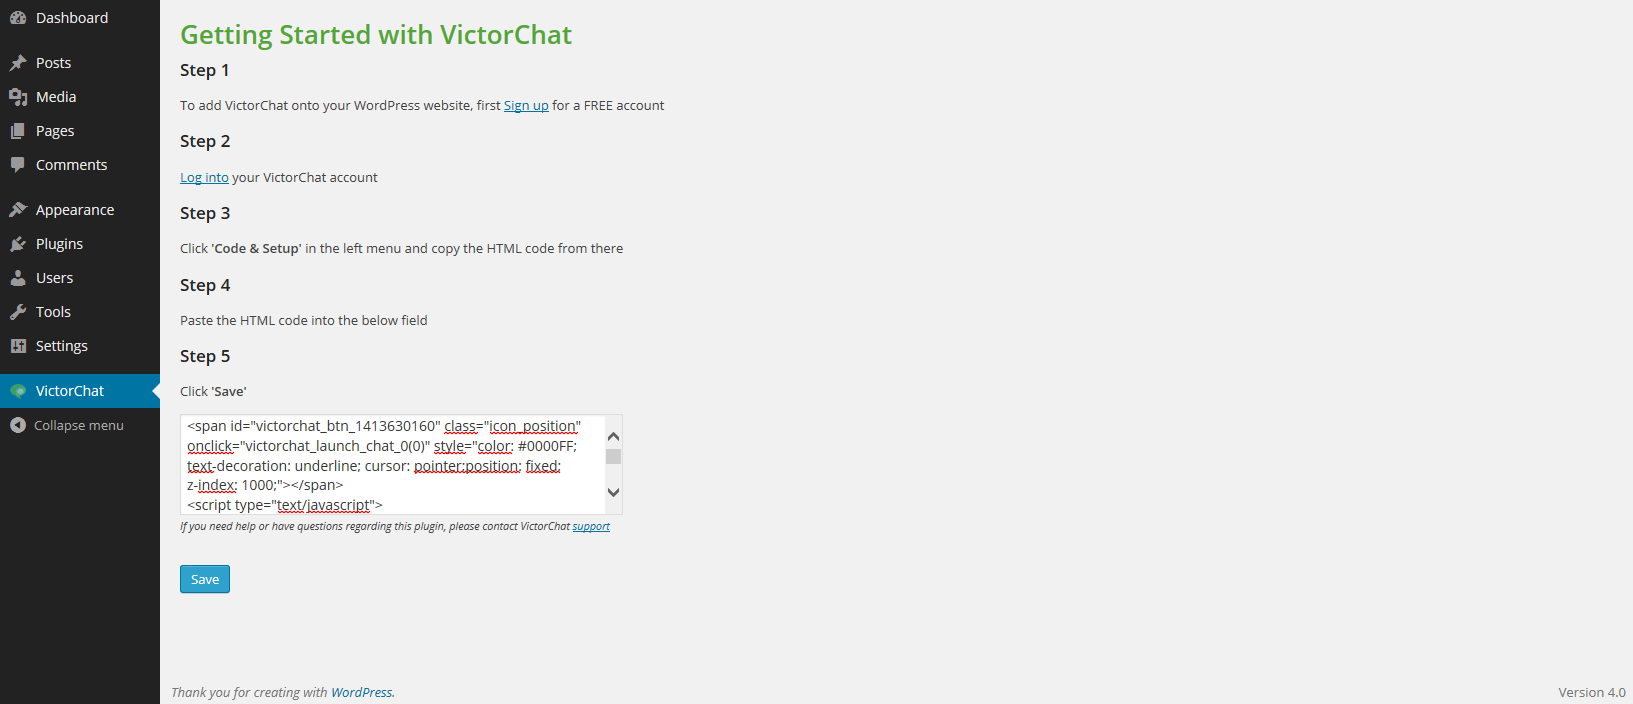 Dashboard
Posts
Media
Pages
Comments
Appearance
Plugins
Users
Tools
Settings
VictorChat
Collapse menu
Getting Started with VictorChat
Step 1
To add VictorChat onto your WordPress website, first Sign up for a FREE account
Step 2
Log into your VictorChat account
Step 3
Click 'Code & Setup' in the left menu and copy the HTML code from there
Step 4
Paste the HTML code into the below field
Step 5
Click 'Save'
<span id="victorchat_btn_1413630160" class="icon_position"
onclick="victorchat_launch_chat_0(0)" style="color: #0000FF;
text-decoration: underline; cursor: pointer;position: fixed;
z-index: 1000;"></span>
<script type="text/javascript">
If you need help or have questions regarding this plugin, please contact VictorChat support
Save
Thank you for creating with WordPress.
Version 4.0